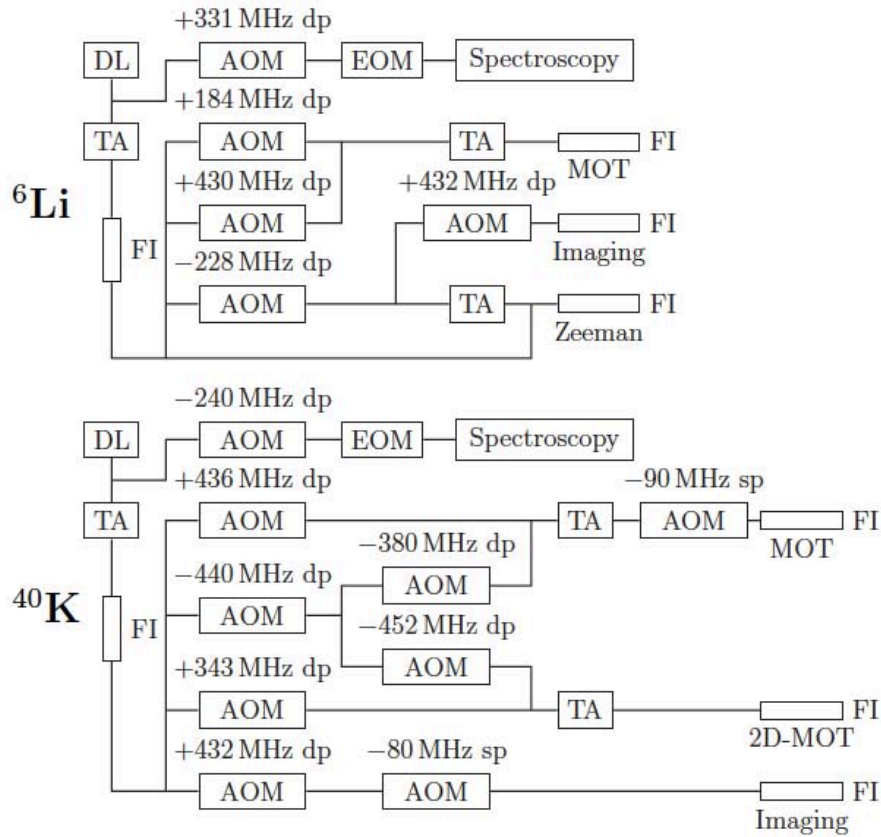 +331 MHz dp
DL AOM EOM Spectroscopy
+184 MHz dp
TA AOM TA FI
MOT
+430 MHz dp +432 MHz dp
⁶Li
AOM AOM FI
FI Imaging
−228 MHz dp
AOM TA FI
Zeeman
−240 MHz dp
DL AOM EOM Spectroscopy
+436 MHz dp −90 MHz sp
TA AOM TA AOM FI
−380 MHz dp MOT
−440 MHz dp AOM
⁴⁰K
FI AOM
−452 MHz dp
+343 MHz dp AOM
AOM TA FI
2D-MOT
+432 MHz dp −80 MHz sp
AOM AOM FI
Imaging